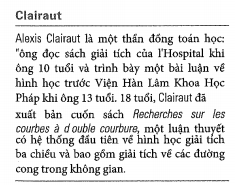 Clairaut
Alexis Clairaut là một thần đồng toán học:
"ông đọc sách giải tích của l'Hospital khi
ông 10 tuổi và trình bày một bài luận về
hình học trước Viện Hàn Lâm Khoa Học
Pháp khi ông 13 tuổi. 18 tuổi, Clairaut đã
xuất bản cuốn sách Recherches sur les
courbes à double courbure, một luận thuyết
có hệ thống đầu tiên về hình học giải tích
ba chiều và bao gồm giải tích về các đường
cong trong không gian.